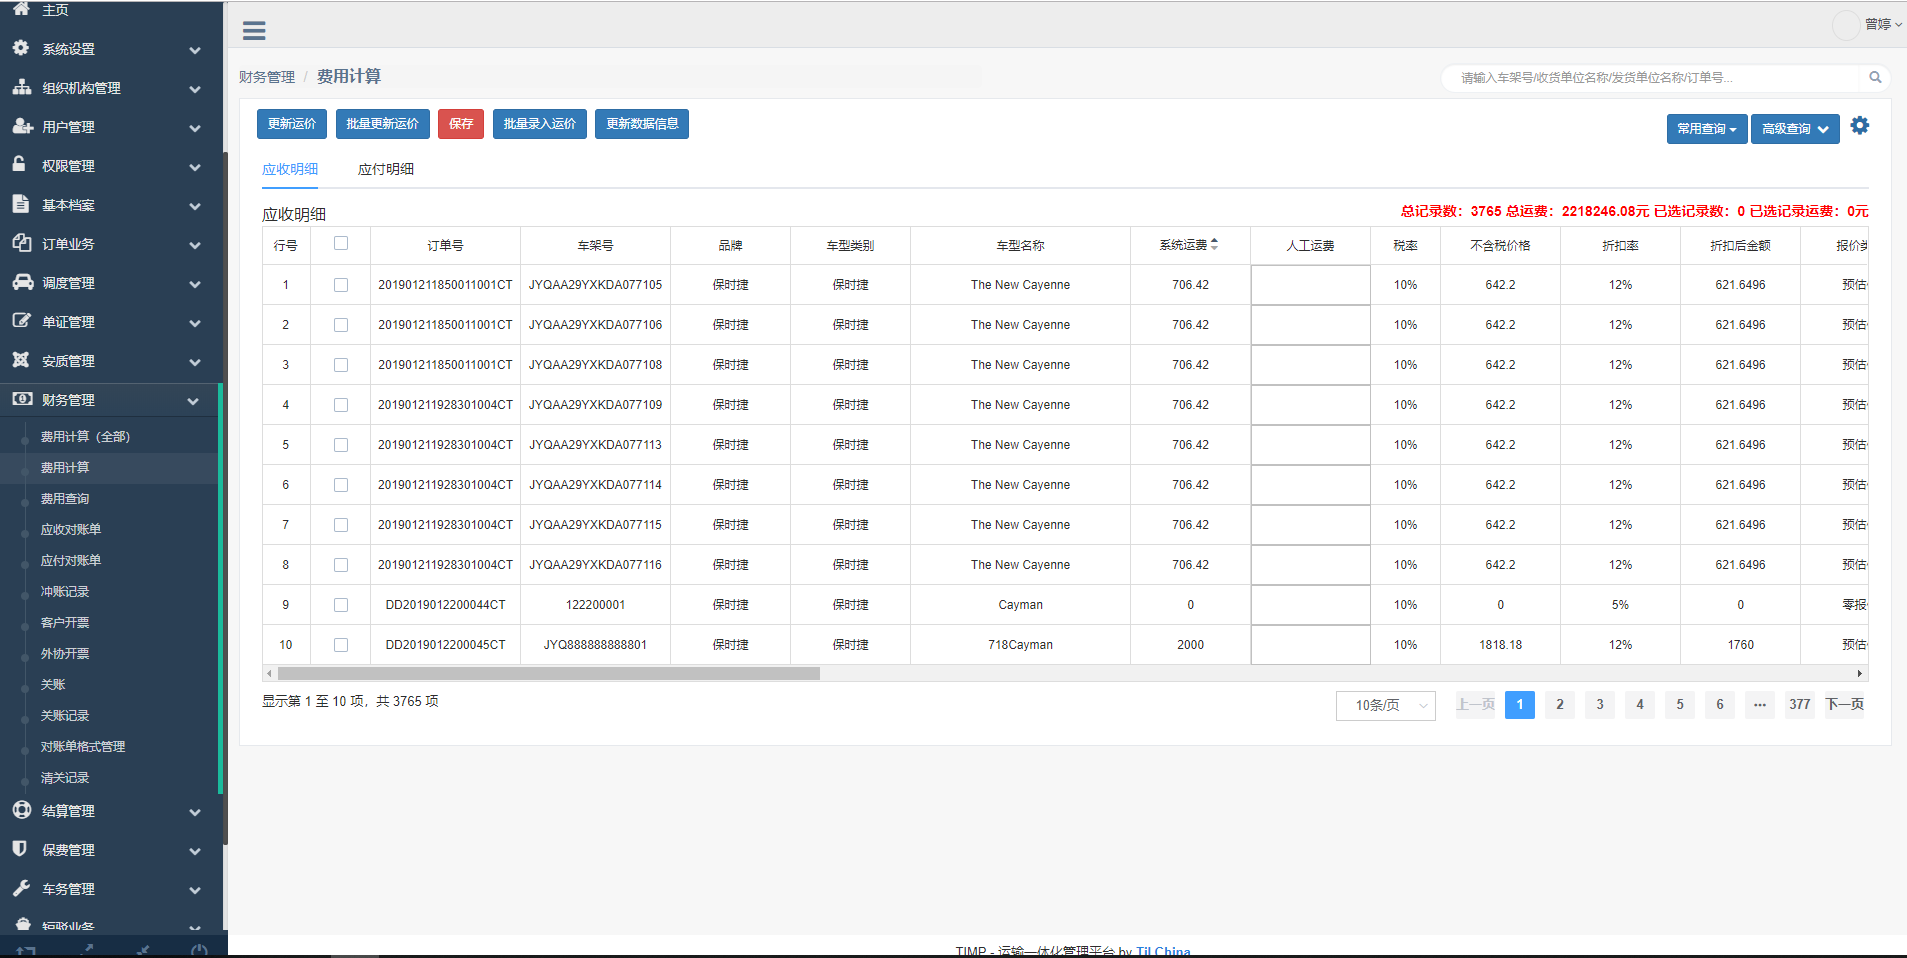 主页
系统设置
组织机构管理
用户管理
权限管理
基本档案
订单业务
调度管理
单证管理
安质管理
财务管理
费用计算（全部）
费用计算
费用查询
应收对账单
应付对账单
冲账记录
客户开票
外协开票
关账
关账记录
对账单格式管理
清关记录
结算管理
保费管理
车务管理
短驳业务
曾婷
财务管理 / 费用计算
请输入车架号/收货单位名称/发货单位名称/订单号...
更新运价 批量更新运价 保存 批量录入运价 更新数据信息
常用查询 高级查询
应收明细 应付明细
应收明细
总记录数：3765 总运费：2218246.08元 已选记录数：0 已选记录运费：0元
行号 订单号 车架号 品牌 车型类别 车型名称 系统运费 人工运费 税率 不含税价格 折扣率 折扣后金额 报价类
1 201901211850011001CT JYQAA29YXKDA077105 保时捷 保时捷 The New Cayenne 706.42 10% 642.2 12% 621.6496 预估
2 201901211850011001CT JYQAA29YXKDA077106 保时捷 保时捷 The New Cayenne 706.42 10% 642.2 12% 621.6496 预估
3 201901211850011001CT JYQAA29YXKDA077108 保时捷 保时捷 The New Cayenne 706.42 10% 642.2 12% 621.6496 预估
4 201901211928301004CT JYQAA29YXKDA077109 保时捷 保时捷 The New Cayenne 706.42 10% 642.2 12% 621.6496 预估
5 201901211928301004CT JYQAA29YXKDA077113 保时捷 保时捷 The New Cayenne 706.42 10% 642.2 12% 621.6496 预估
6 201901211928301004CT JYQAA29YXKDA077114 保时捷 保时捷 The New Cayenne 706.42 10% 642.2 12% 621.6496 预估
7 201901211928301004CT JYQAA29YXKDA077115 保时捷 保时捷 The New Cayenne 706.42 10% 642.2 12% 621.6496 预估
8 201901211928301004CT JYQAA29YXKDA077116 保时捷 保时捷 The New Cayenne 706.42 10% 642.2 12% 621.6496 预估
9 DD2019012200044CT 122200001 保时捷 保时捷 Cayman 0 10% 0 5% 0 零报
10 DD2019012200045CT JYQ888888888801 保时捷 保时捷 718Cayman 2000 10% 1818.18 12% 1760 预估
显示第 1 至 10 项，共 3765 项
10条/页 上一页 1 2 3 4 5 6 ... 377 下一页
TIMP - 运输一体化管理平台 by Til China